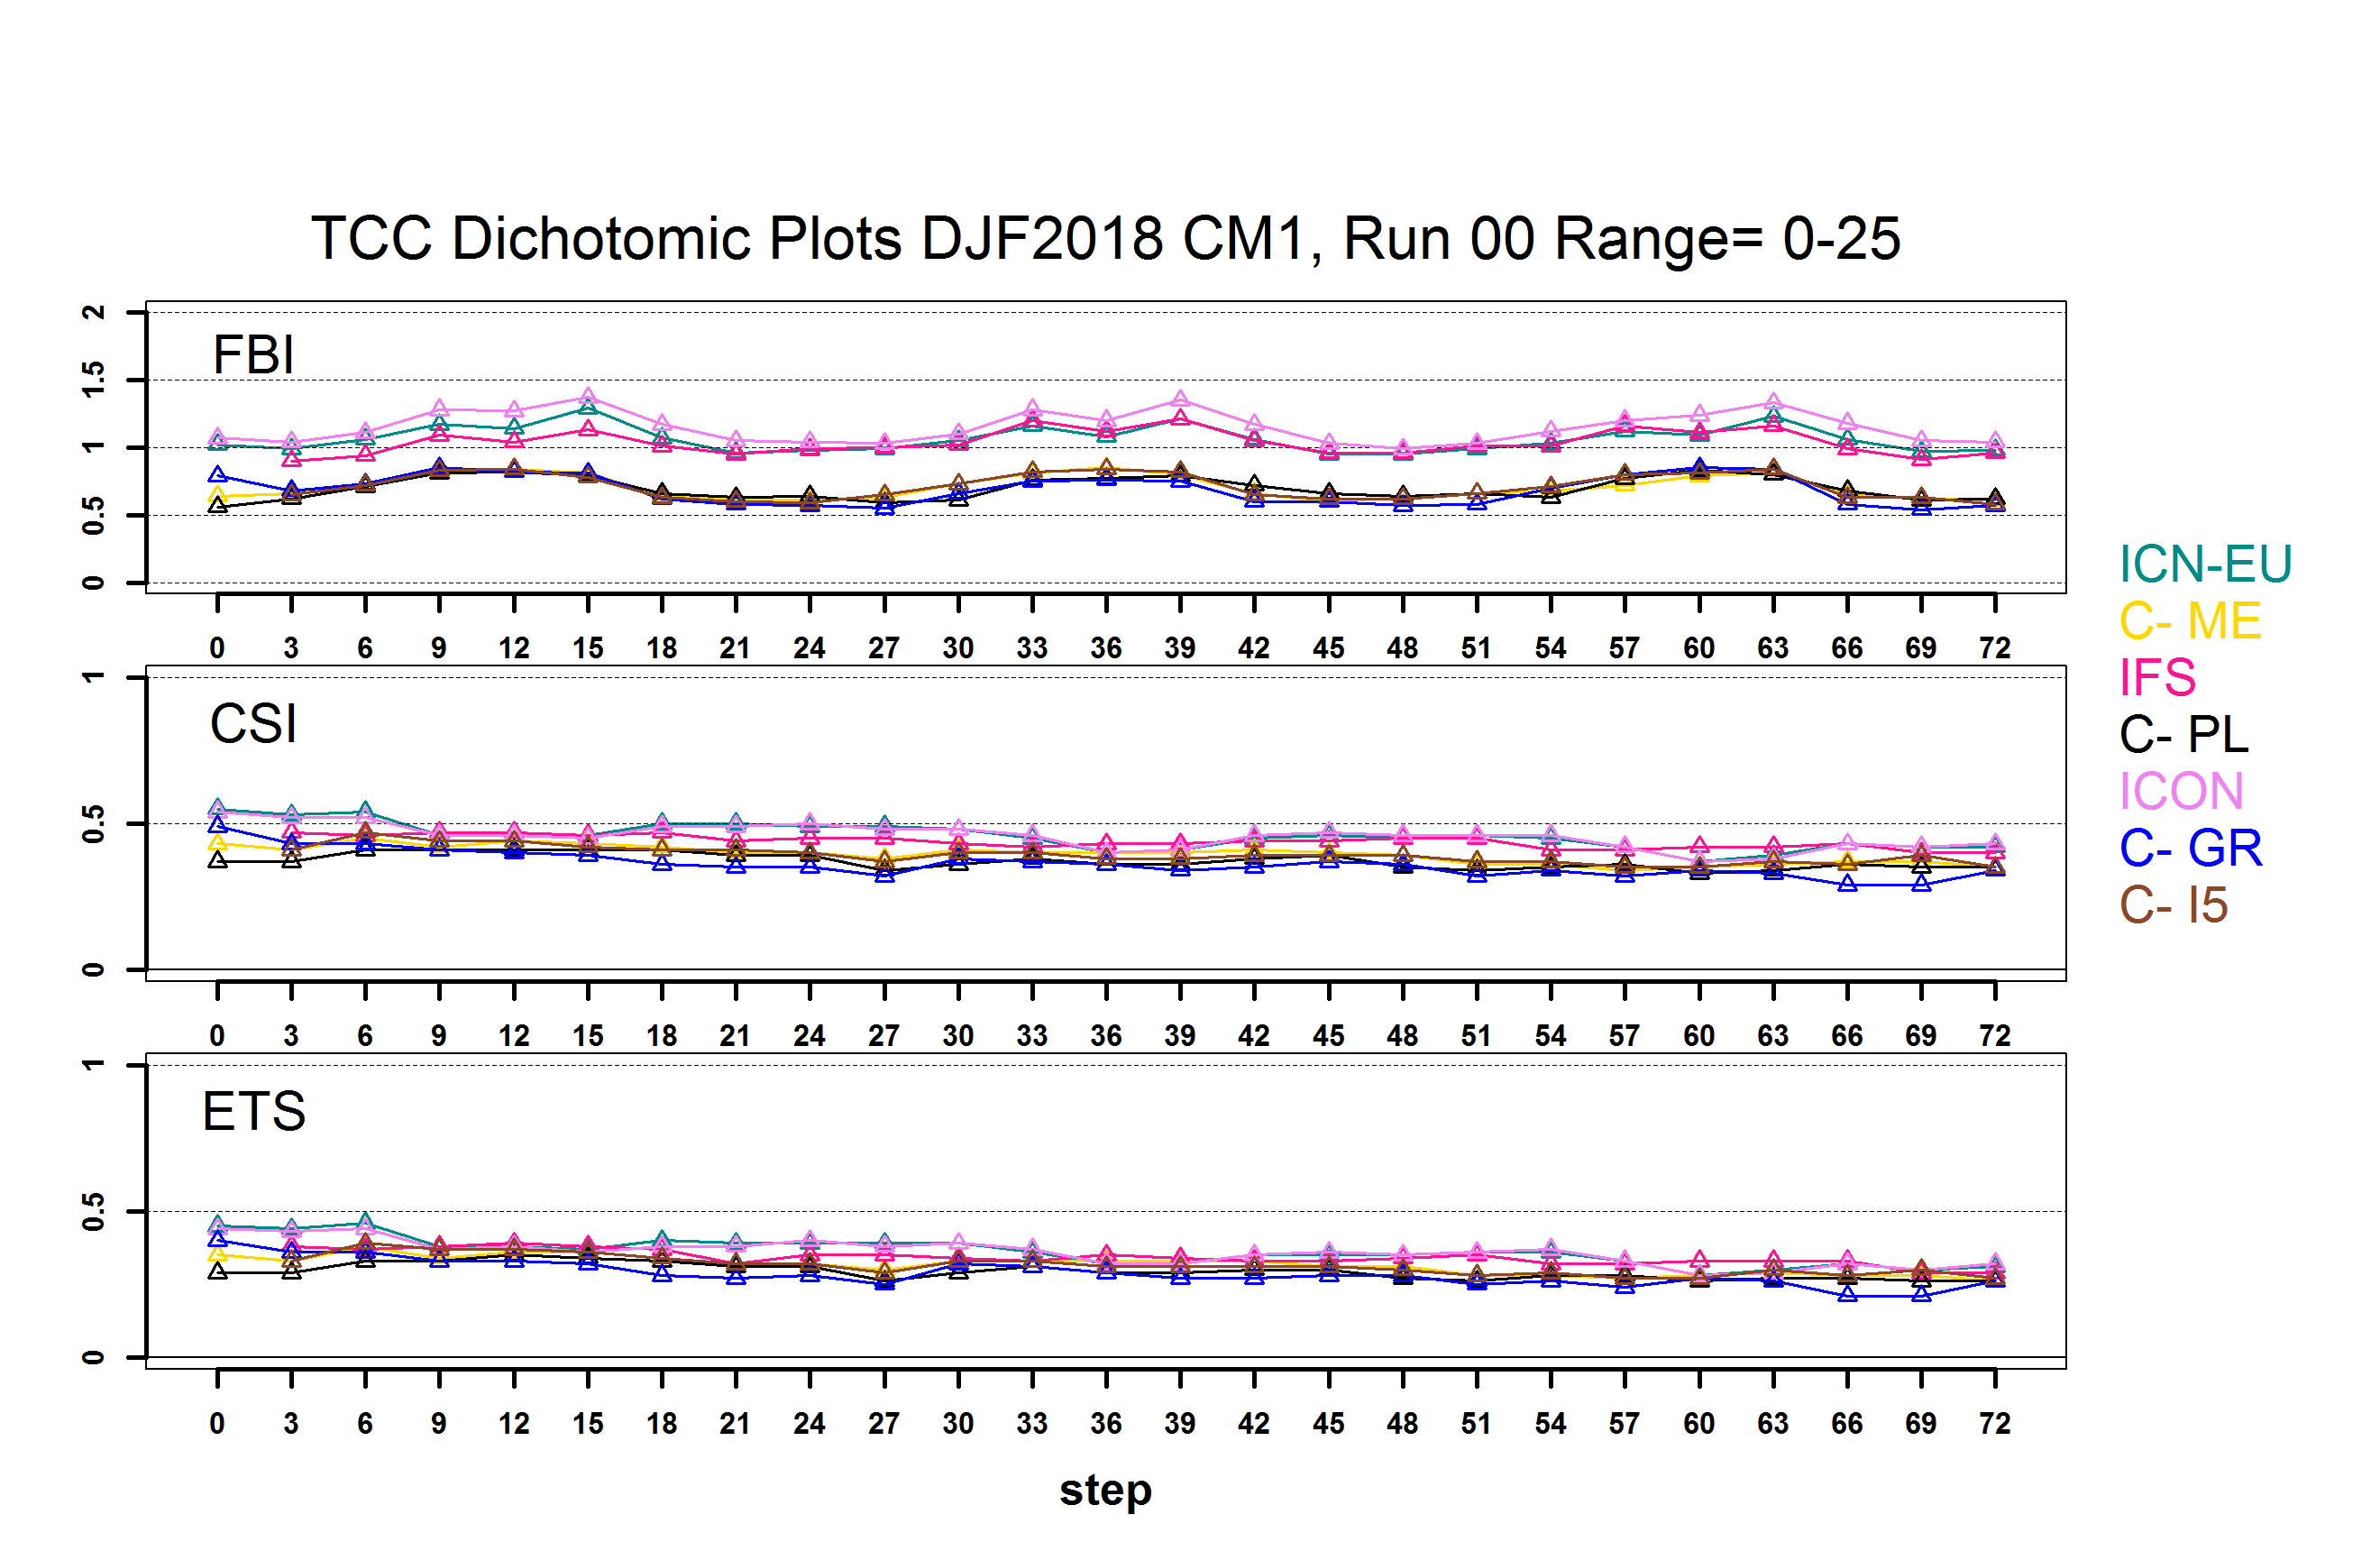 TCC Dichotomic Plots DJF2018 CM1, Run 00 Range= 0-25
FBI
2
1.5
1
0.5
0
0 3 6 9 12 15 18 21 24 27 30 33 36 39 42 45 48 51 54 57 60 63 66 69 72
CSI
1
0.5
0
0 3 6 9 12 15 18 21 24 27 30 33 36 39 42 45 48 51 54 57 60 63 66 69 72
ETS
1
0.5
0
0 3 6 9 12 15 18 21 24 27 30 33 36 39 42 45 48 51 54 57 60 63 66 69 72
step
ICN-EU
C- ME
IFS
C- PL
ICON
C- GR
C- I5